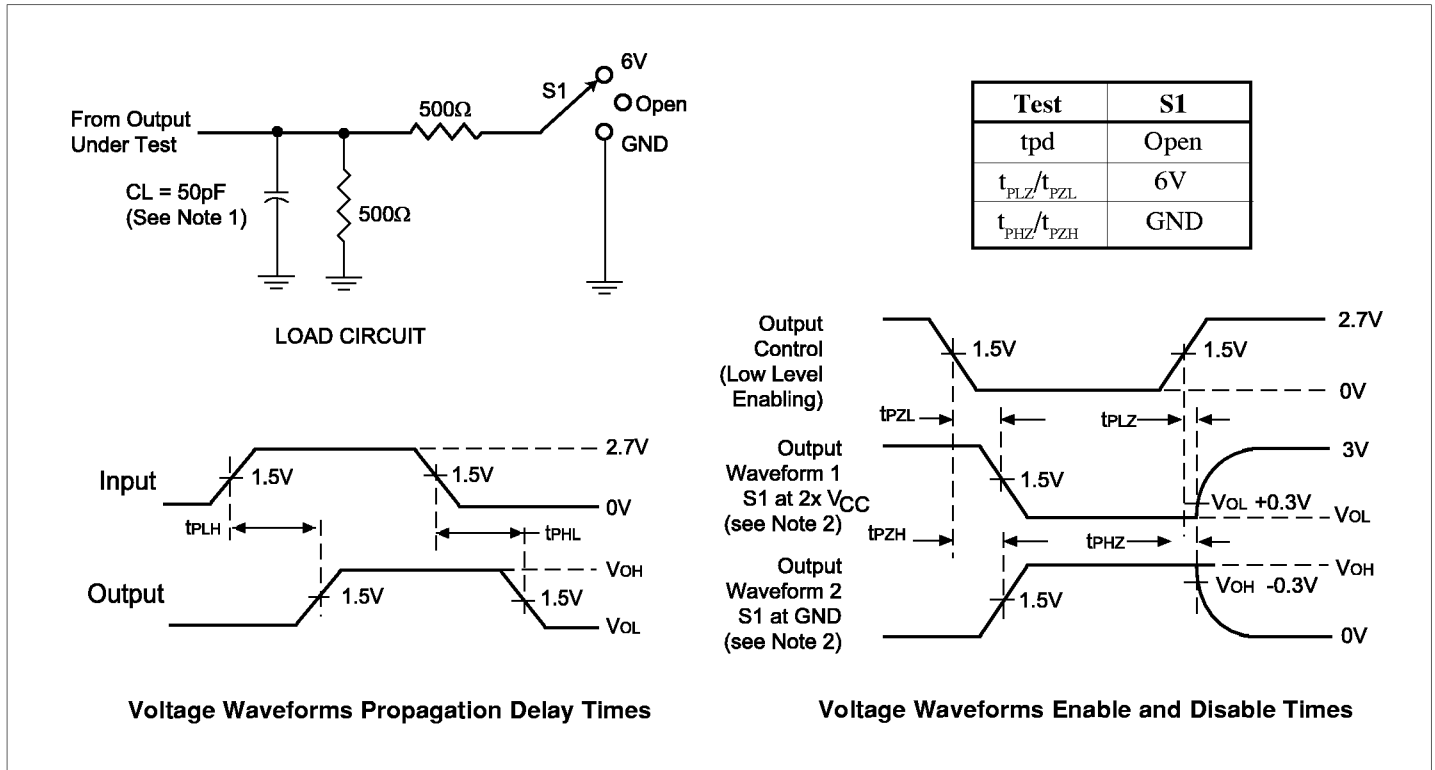 6V
S1
500Ω
Open
From Output
Under Test
GND
CL = 50pF
(See Note 1)
500Ω
LOAD CIRCUIT
Test S1
tpd Open
tPLZ/tPZL 6V
tPHZ/tPZH GND
Input
1.5V
1.5V
2.7V
0V
tPLH
tPHL
Output
1.5V
1.5V
VOH
VOL
Voltage Waveforms Propagation Delay Times
Output
Control
(Low Level
Enabling)
1.5V
1.5V
2.7V
0V
tPZL
tPLZ
Output
Waveform 1
S1 at 2x VCC
(see Note 2)
1.5V
3V
VOL +0.3V
VOL
tPZH
tPHZ
Output
Waveform 2
S1 at GND
(see Note 2)
1.5V
VOH
VOH -0.3V
0V
Voltage Waveforms Enable and Disable Times